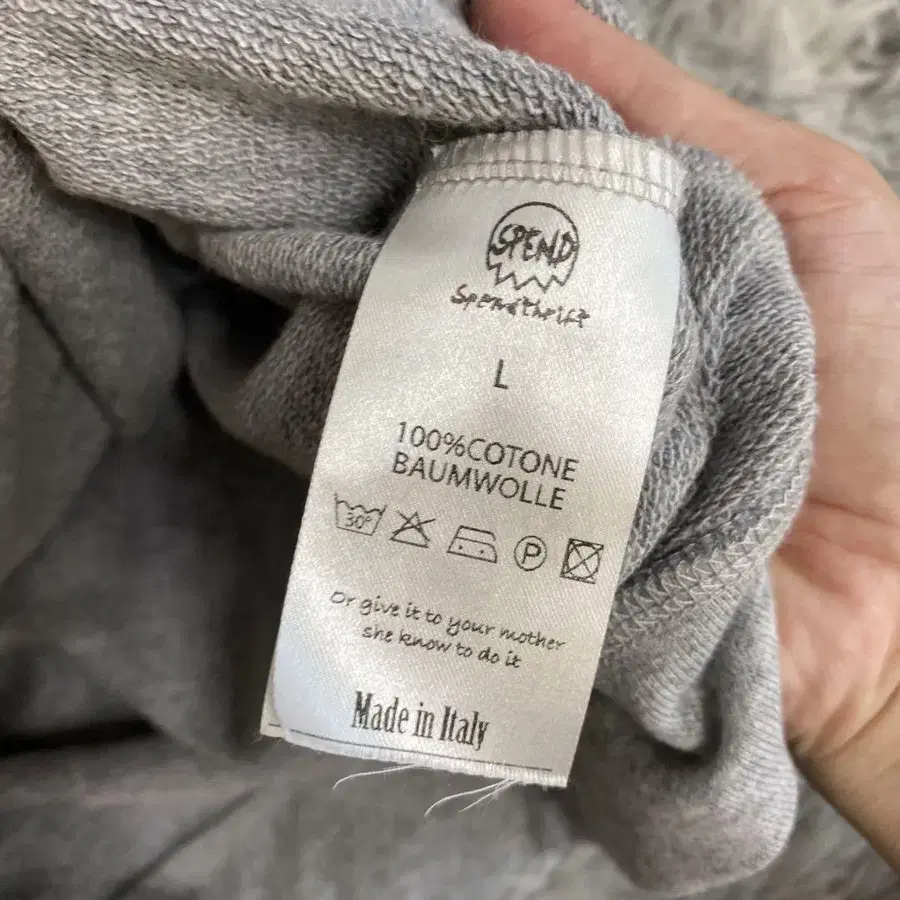 SPEND
Spendthrift
L
100%COTONE
BAUMWOLLE
30° P
Or give it to your mother
she know to do it
Made in Italy